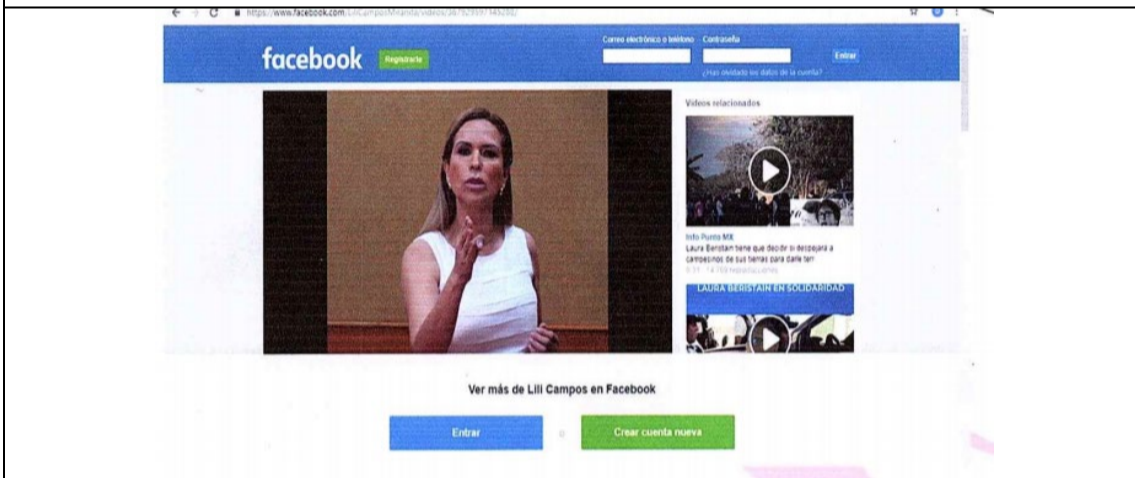 https://www.facebook.com/LiliCamposMiranda/videos/
facebook
Registrarte
Correo electrónico o teléfono
Contraseña
Entrar
¿Has olvidado los datos de la cuenta?
Videos relacionados
Info Punto MX
Laura Beristain tiene que decidir si despojará a
campesinos de sus tierras para darle terr
LAURA BERISTAIN EN SOLIDARIDAD
Ver más de Lili Campos en Facebook
Entrar
o
Crear cuenta nueva